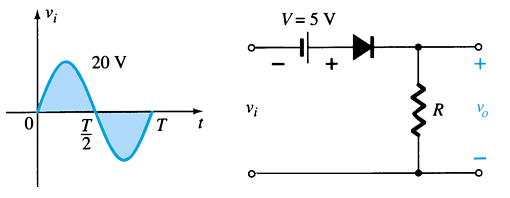 v_i
20 V
0
T/2
T
t
V = 5 V
− +
v_i
R
+
v_o
−